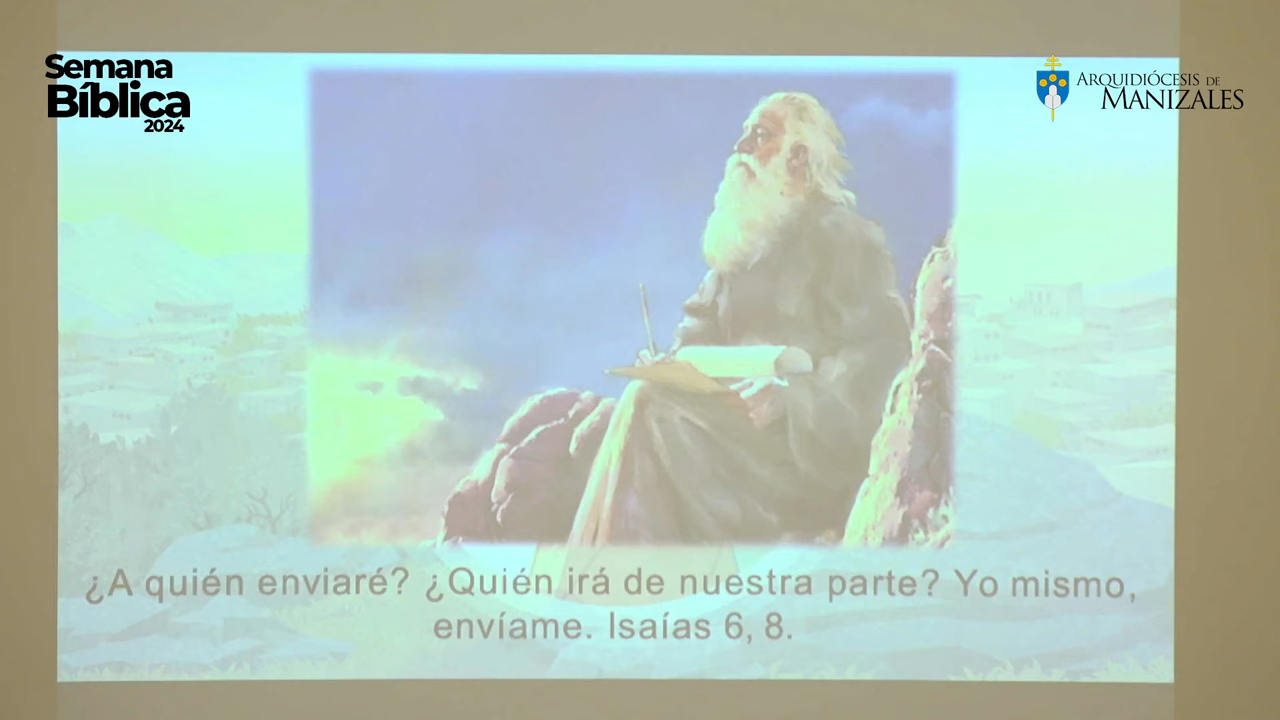 Semana
Bíblica
2024
ARQUIDIÓCESIS DE
MANIZALES
¿A quién enviaré? ¿Quién irá de nuestra parte? Yo mismo,
envíame. Isaías 6, 8.